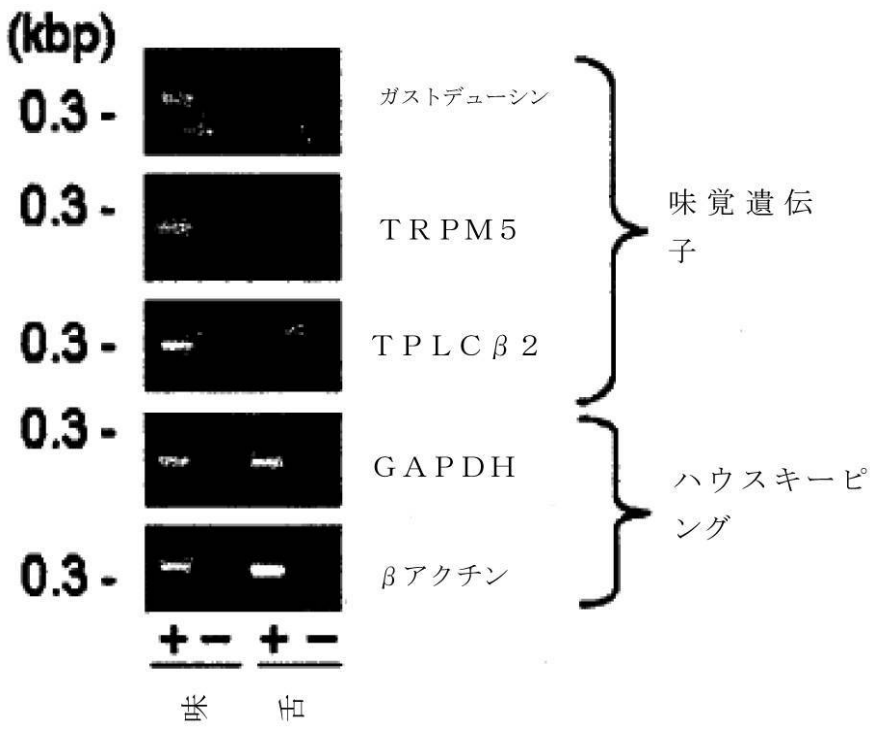 (kbp)
0.3 - ガストデューシン
0.3 - TRPM5
味覚遺伝
子
0.3 - TPLCβ2
0.3 - GAPDH
ハウスキーピ
ング
0.3 - βアクチン
+ − + −
味 舌